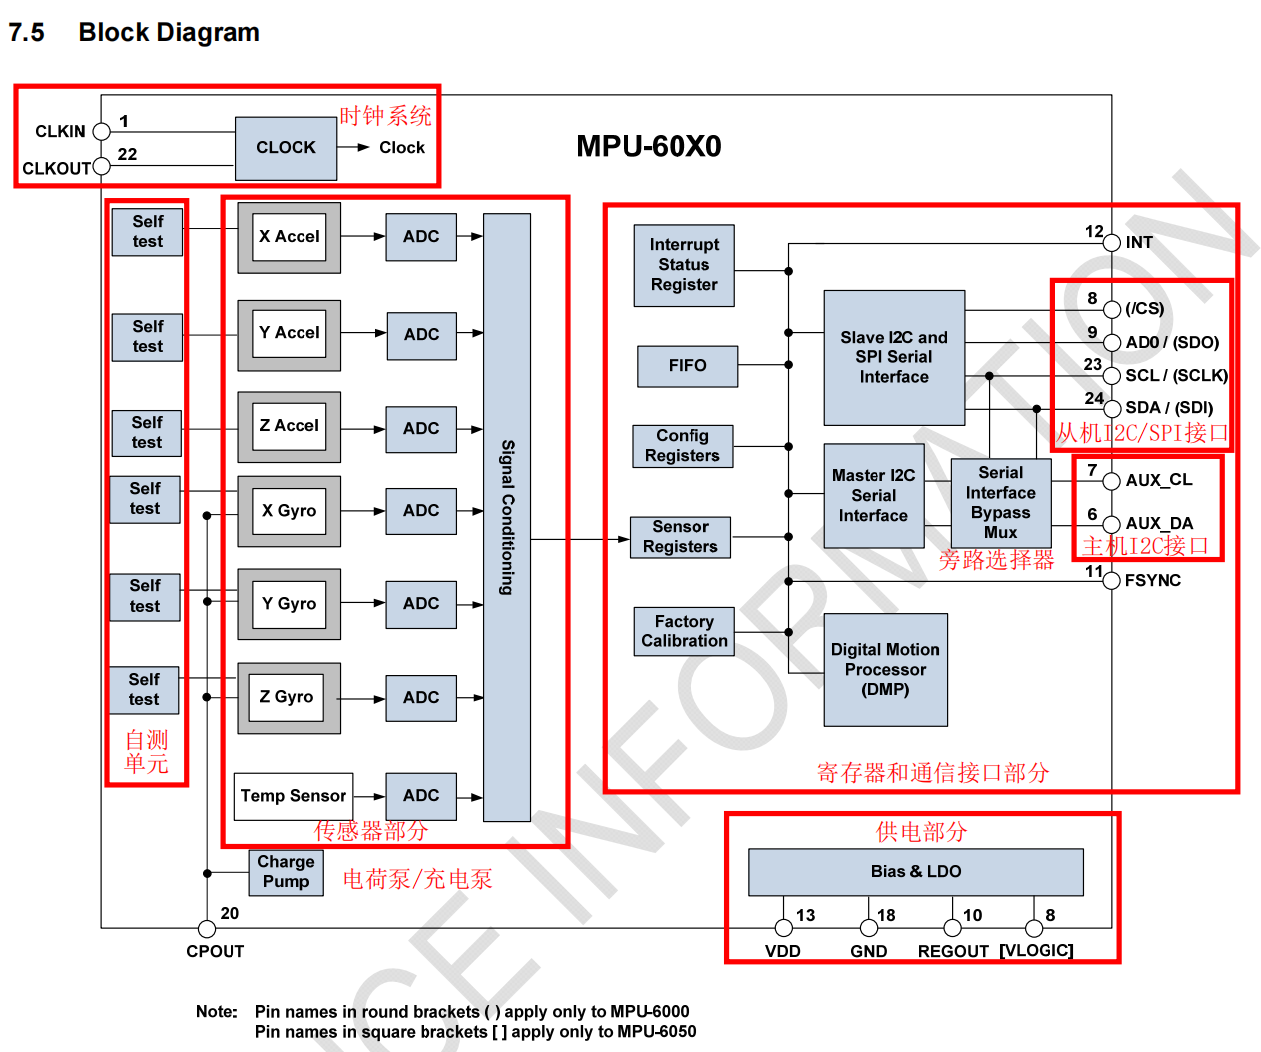 7.5 Block Diagram
时钟系统
CLKIN 1
CLKOUT 22
CLOCK
Clock
MPU-60X0
Self
test
X Accel
ADC
Self
test
Y Accel
ADC
Self
test
Z Accel
ADC
Self
test
X Gyro
ADC
Self
test
Y Gyro
ADC
Self
test
Z Gyro
ADC
自测
单元
Temp Sensor
ADC
传感器部分
Signal Conditioning
Charge
Pump
电荷泵/充电泵
20
CPOUT
Interrupt
Status
Register
FIFO
Config
Registers
Sensor
Registers
Factory
Calibration
Slave I2C and
SPI Serial
Interface
Master I2C
Serial
Interface
Serial
Interface
Bypass
Mux
旁路选择器
Digital Motion
Processor
(DMP)
12 INT
8 (/CS)
9 AD0 / (SDO)
23 SCL / (SCLK)
24 SDA / (SDI)
从机I2C/SPI接口
7 AUX_CL
6 AUX_DA
主机I2C接口
11 FSYNC
寄存器和通信接口部分
供电部分
Bias & LDO
13 18 10 8
VDD GND REGOUT [VLOGIC]
Note: Pin names in round brackets ( ) apply only to MPU-6000
Pin names in square brackets [ ] apply only to MPU-6050
NCE INFORMATION